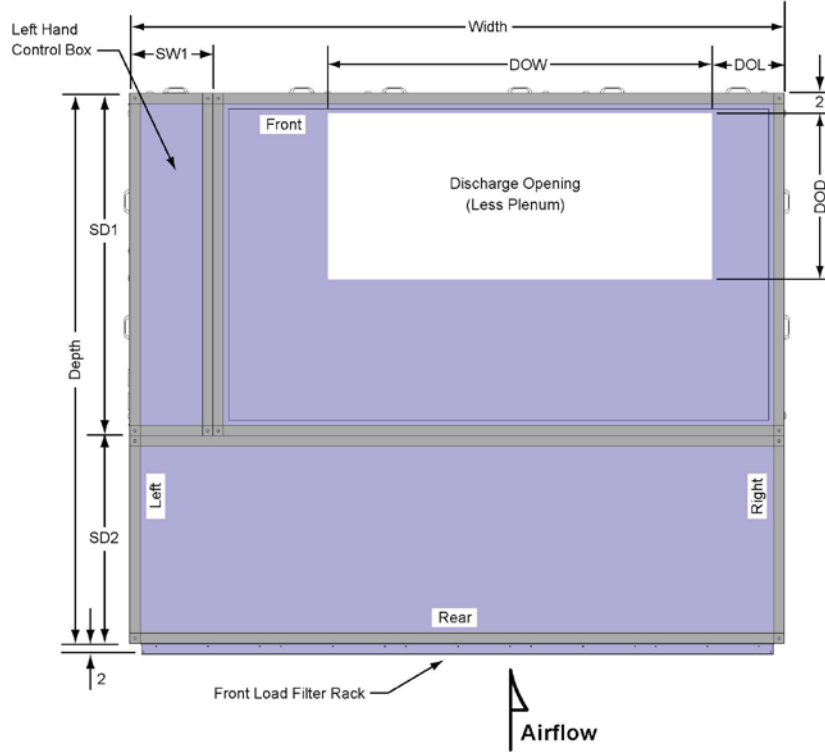 Left Hand
Control Box
Width
SW1
DOW
DOL
2
Front
Discharge Opening
(Less Plenum)
DOD
SD1
Depth
Left
Right
SD2
Rear
2
Front Load Filter Rack
Airflow